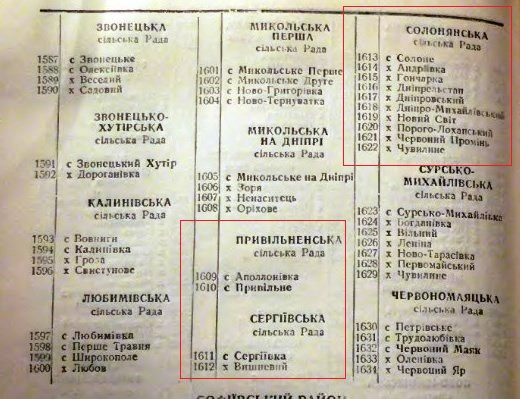 ЗВОНЕЦЬКА
сільська Рада
1587 с Звонецьке
1588 с Олексіївка
1589 х Веселий
1590 х Садовий
ЗВОНЕЦЬКО-
ХУТІРСЬКА
сільська Рада
1591 с Звонецький Хутір
1592 х Дороганівка
КАЛИНІВСЬКА
сільська Рада
1593 с Вовниги
1594 с Калинівка
1595 х Гроза
1596 х Свистунове
ЛЮБИМІВСЬКА
сільська Рада
1597 с Любимівка
1598 с Перше Травня
1599 с Широкополе
1600 х Любов
МИКОЛЬСЬКА
ПЕРША
сільська Рада
1601 с Микольське Перше
1602 с Микольське Друге
1603 с Ново-Григорівка
1604 х Ново-Тернуватка
МИКОЛЬСЬКА
НА ДНІПРІ
сільська Рада
1605 с Микольське на Дніпрі
1606 х Зоря
1607 х Ненаситець
1608 х Оріхове
ПРИВІЛЬНЕНСЬКА
сільська Рада
1609 с Аполлонівка
1610 с Привільне
СЕРГІЇВСЬКА
сільська Рада
1611 с Сергіївка
1612 х Вишневий
СОЛОНЯНСЬКА
сільська Рада
1613 с Солоне
1614 х Андріївка
1615 х Гончарка
1616 х Дніпрельстан
1617 х Дніпровський
1618 х Дніпро-Михайлівський
1619 х Новий Світ
1620 х Порого-Лоханський
1621 х Червоний Промінь
1622 х Чувилине
СУРСЬКО-
МИХАЙЛІВСЬКА
сільська Рада
1623 с Сурсько-Михайлівка
1624 х Богданівка
1625 х Вільний
1626 х Леніна
1627 х Ново-Тарасівка
1628 х Первомайський
1629 х Чувилине
ЧЕРВОНОМАЯЦЬКА
сільська Рада
1630 с Петрівське
1631 с Трудолюбівка
1632 с Червоний Маяк
1633 х Оленівка
1634 х Червоний Яр
СОФІЇВСЬКИЙ РАЙОН